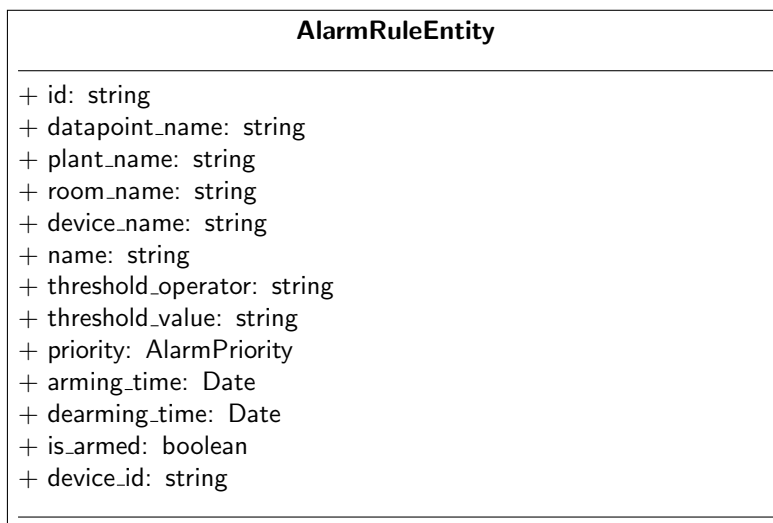 AlarmRuleEntity
+ id: string
+ datapoint_name: string
+ plant_name: string
+ room_name: string
+ device_name: string
+ name: string
+ threshold_operator: string
+ threshold_value: string
+ priority: AlarmPriority
+ arming_time: Date
+ dearming_time: Date
+ is_armed: boolean
+ device_id: string